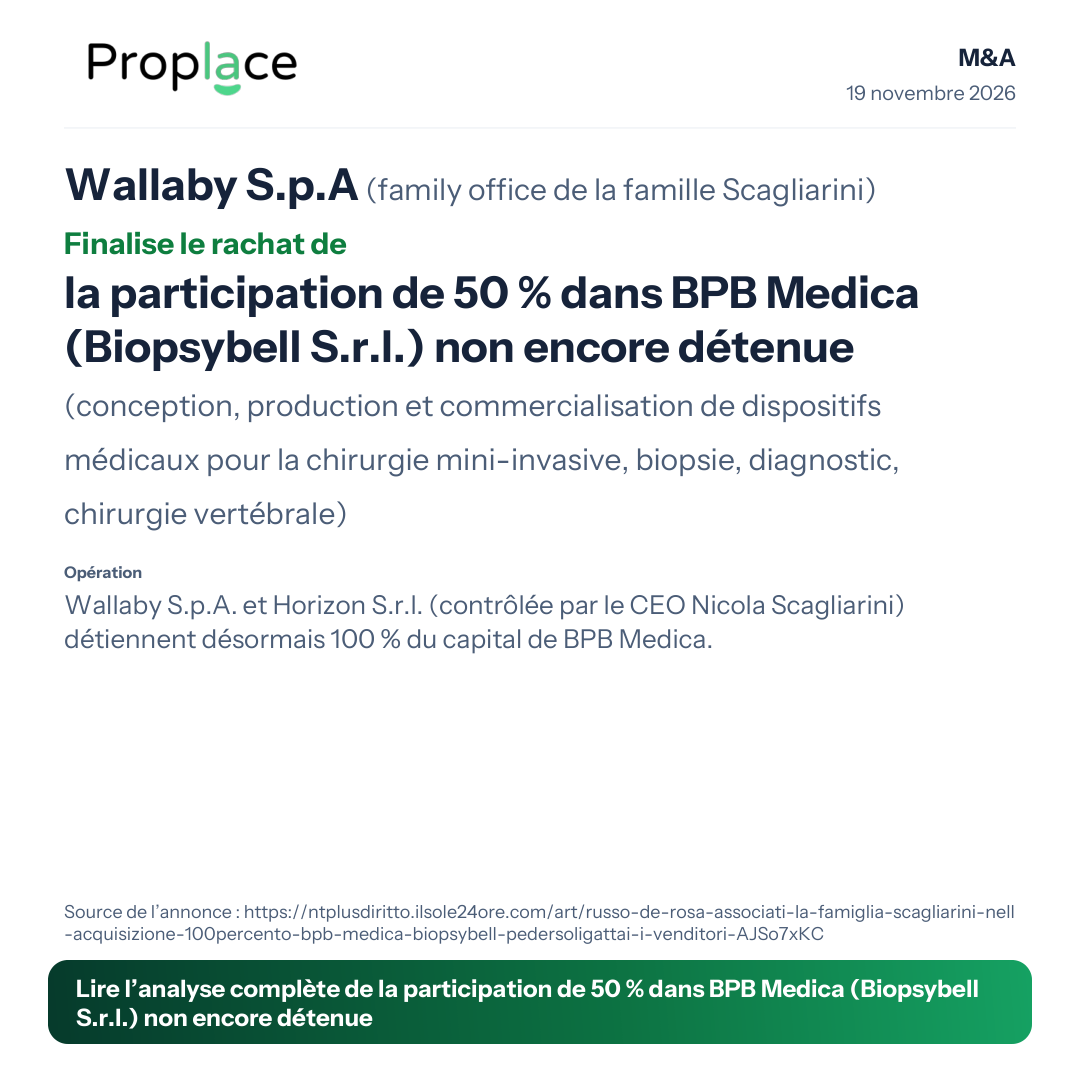 Proplace
M&A
19 novembre 2026
Wallaby S.p.A (family office de la famille Scagliarini)
Finalise le rachat de
la participation de 50 % dans BPB Medica
(Biopsybell S.r.l.) non encore détenue
(conception, production et commercialisation de dispositifs
médicaux pour la chirurgie mini-invasive, biopsie, diagnostic,
chirurgie vertébrale)
Opération
Wallaby S.p.A. et Horizon S.r.l. (contrôlée par le CEO Nicola Scagliarini)
détiennent désormais 100 % du capital de BPB Medica.
Source de l’annonce : https://ntplusdiritto.ilsole24ore.com/art/russo-de-rosa-associati-la-famiglia-scagliarini-nell
-acquisizione-100percento-bpb-medica-biopsybell-pedersoligattai-i-venditori-AJSo7xKC
Lire l’analyse complète de la participation de 50 % dans BPB Medica (Biopsybell
S.r.l.) non encore détenue